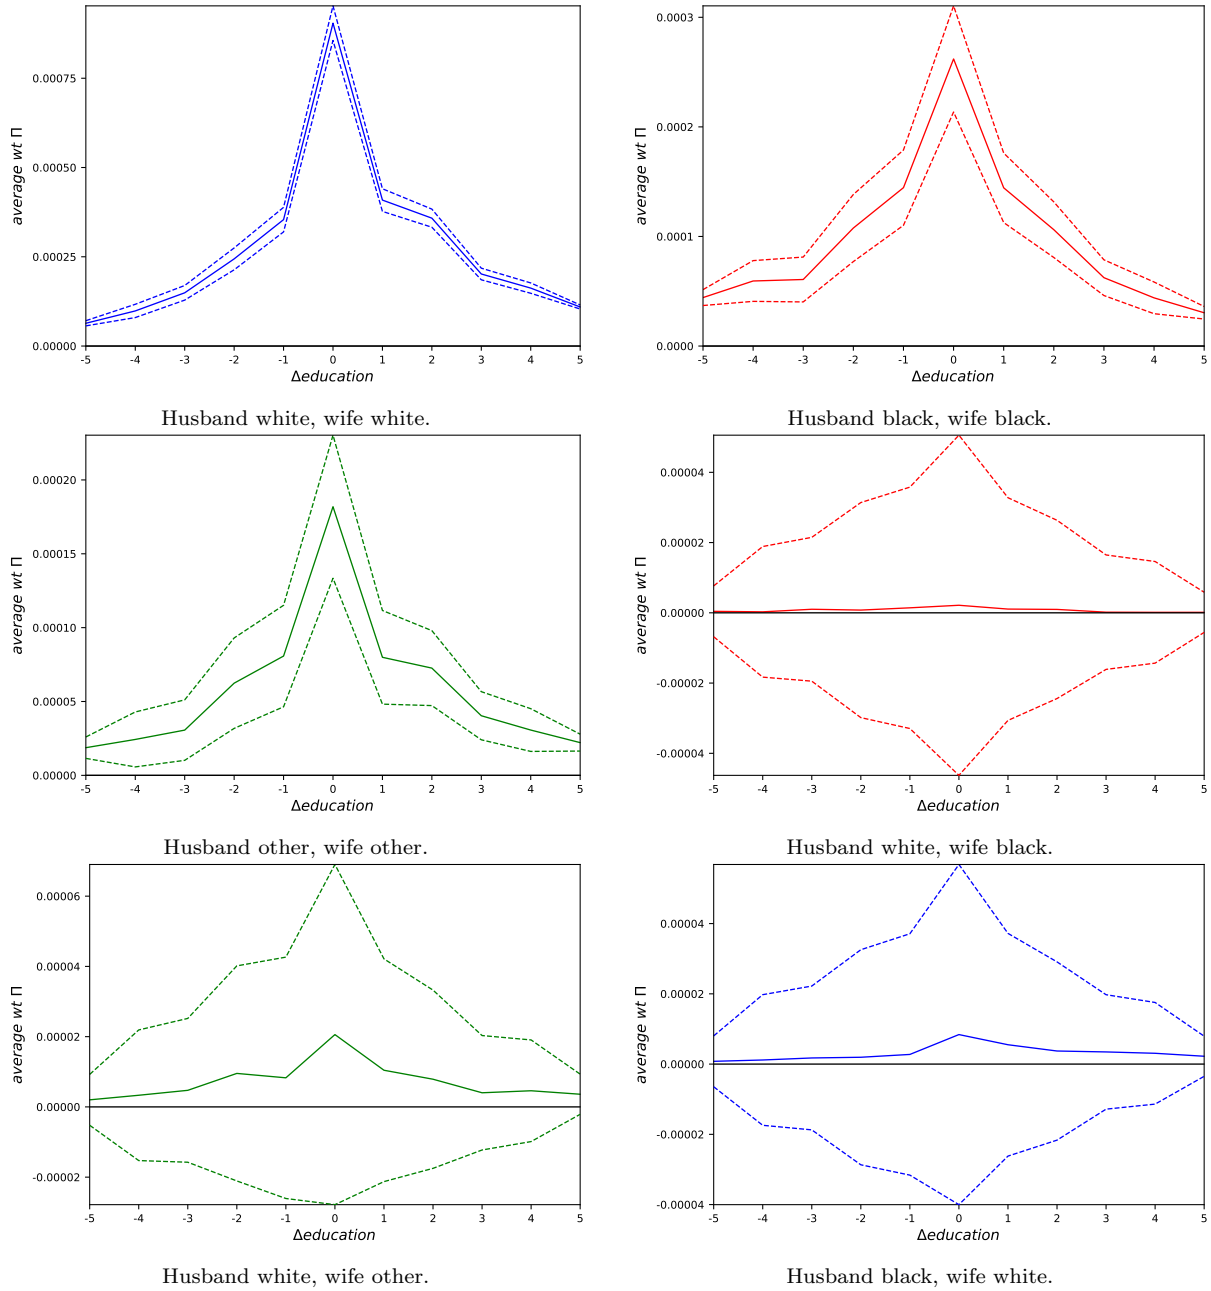 0.00075
0.00050
0.00025
0.00000
average wt Π
-5 -4 -3 -2 -1 0 1 2 3 4 5
Δeducation
Husband white, wife white.
0.0003
0.0002
0.0001
0.0000
average wt Π
-5 -4 -3 -2 -1 0 1 2 3 4 5
Δeducation
Husband black, wife black.
0.00020
0.00015
0.00010
0.00005
0.00000
average wt Π
-5 -4 -3 -2 -1 0 1 2 3 4 5
Δeducation
Husband other, wife other.
0.00004
0.00002
0.00000
-0.00002
-0.00004
average wt Π
-5 -4 -3 -2 -1 0 1 2 3 4 5
Δeducation
Husband white, wife black.
0.00006
0.00004
0.00002
0.00000
-0.00002
average wt Π
-5 -4 -3 -2 -1 0 1 2 3 4 5
Δeducation
Husband white, wife other.
0.00004
0.00002
0.00000
-0.00002
-0.00004
average wt Π
-5 -4 -3 -2 -1 0 1 2 3 4 5
Δeducation
Husband black, wife white.